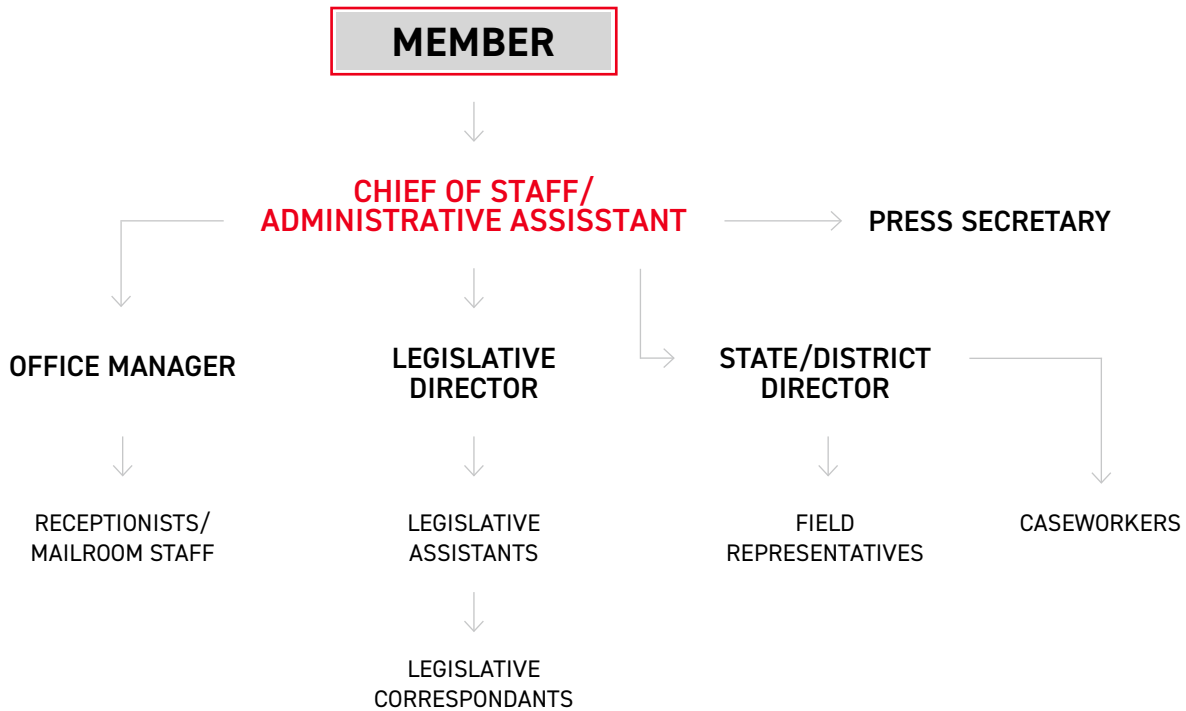 MEMBER
CHIEF OF STAFF/
ADMINISTRATIVE ASSISSTANT
PRESS SECRETARY
OFFICE MANAGER
LEGISLATIVE
DIRECTOR
STATE/DISTRICT
DIRECTOR
RECEPTIONISTS/
MAILROOM STAFF
LEGISLATIVE
ASSISTANTS
FIELD
REPRESENTATIVES
CASEWORKERS
LEGISLATIVE
CORRESPONDANTS